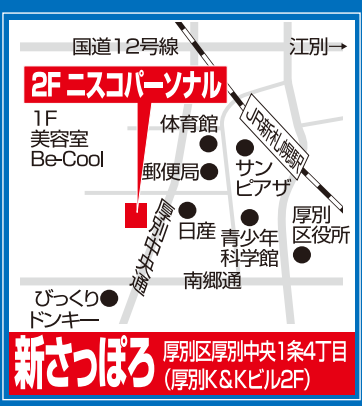 国道12号線
江別→
2F ニスコパーソナル
1F
美容室
Be-Cool
体育館
JR新札幌駅
郵便局
サン
ピアザ
厚別中央通
日産
青少年
科学館
厚別
区役所
南郷通
びっくり
ドンキー
新さっぽろ
厚別区厚別中央1条4丁目
(厚別K&Kビル2F)